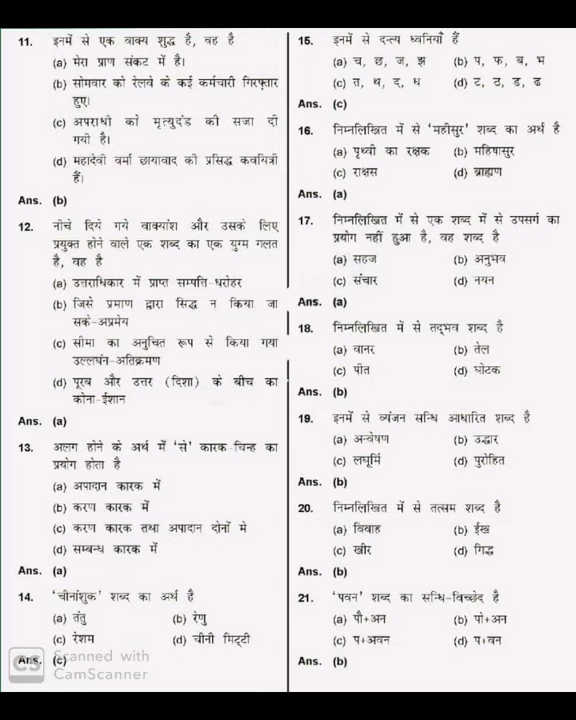 11. इनमें से एक वाक्य शुद्ध है, वह है
(a) मेरा प्राण संकट में है।
(b) सोमवार को रेलवे के कई कर्मचारी गिरफ्तार
हुए।
(c) अपराधी को मृत्युदंड की सजा दी
गयी है।
(d) महादेवी वर्मा छायावाद की प्रसिद्ध कवयित्री
हैं।
Ans. (b)
12. नीचे दिये गये वाक्यांश और उसके लिए
प्रयुक्त होने वाले एक शब्द का एक युग्म गलत
है, वह है
(a) उत्तराधिकार में प्राप्त सम्पत्ति-धरोहर
(b) जिसे प्रमाण द्वारा सिद्ध न किया जा
सके-अप्रमेय
(c) सीमा का अनुचित रूप से किया गया
उल्लघंन-अतिक्रमण
(d) पूरब और उत्तर (दिशा) के बीच का
कोना-ईशान
Ans. (a)
13. अलग होने के अर्थ में 'से' कारक-चिन्ह का
प्रयोग होता है
(a) अपादान कारक में
(b) करण कारक में
(c) करण कारक तथा अपादान दोनों मे
(d) सम्बन्ध कारक में
Ans. (a)
14. 'चीनांशुक' शब्द का अर्थ है
(a) तंतु (b) रेणु
(c) रेशम (d) चीनी मिट्टी
Ans. (c)
CS Scanned with
CamScanner
15. इनमें से दन्त्य ध्वनियाँ हैं
(a) च, छ, ज, झ (b) प, फ, ब, भ
(c) त, थ, द, ध (d) ट, ठ, ड, ढ
Ans. (c)
16. निम्नलिखित में से 'महीसुर' शब्द का अर्थ है
(a) पृथ्वी का रक्षक (b) महिषासुर
(c) राक्षस (d) ब्राह्मण
Ans. (a)
17. निम्नलिखित में से एक शब्द में से उपसर्ग का
प्रयोग नहीं हुआ है, वह शब्द है
(a) सहज (b) अनुभव
(c) संचार (d) नयन
Ans. (a)
18. निम्नलिखित में से तद्भव शब्द है
(a) वानर (b) तेल
(c) पीत (d) घोटक
Ans. (b)
19. इनमें से व्यंजन सन्धि आधारित शब्द है
(a) अन्वेषण (b) उद्धार
(c) लघूर्मि (d) पुरोहित
Ans. (b)
20. निम्नलिखित में से तत्सम शब्द है
(a) विवाह (b) ईख
(c) खीर (d) गिद्ध
Ans. (b)
21. 'पवन' शब्द का सन्धि-विच्छेद है
(a) पौ+अन (b) पो+अन
(c) प+अवन (d) प+वन
Ans. (b)